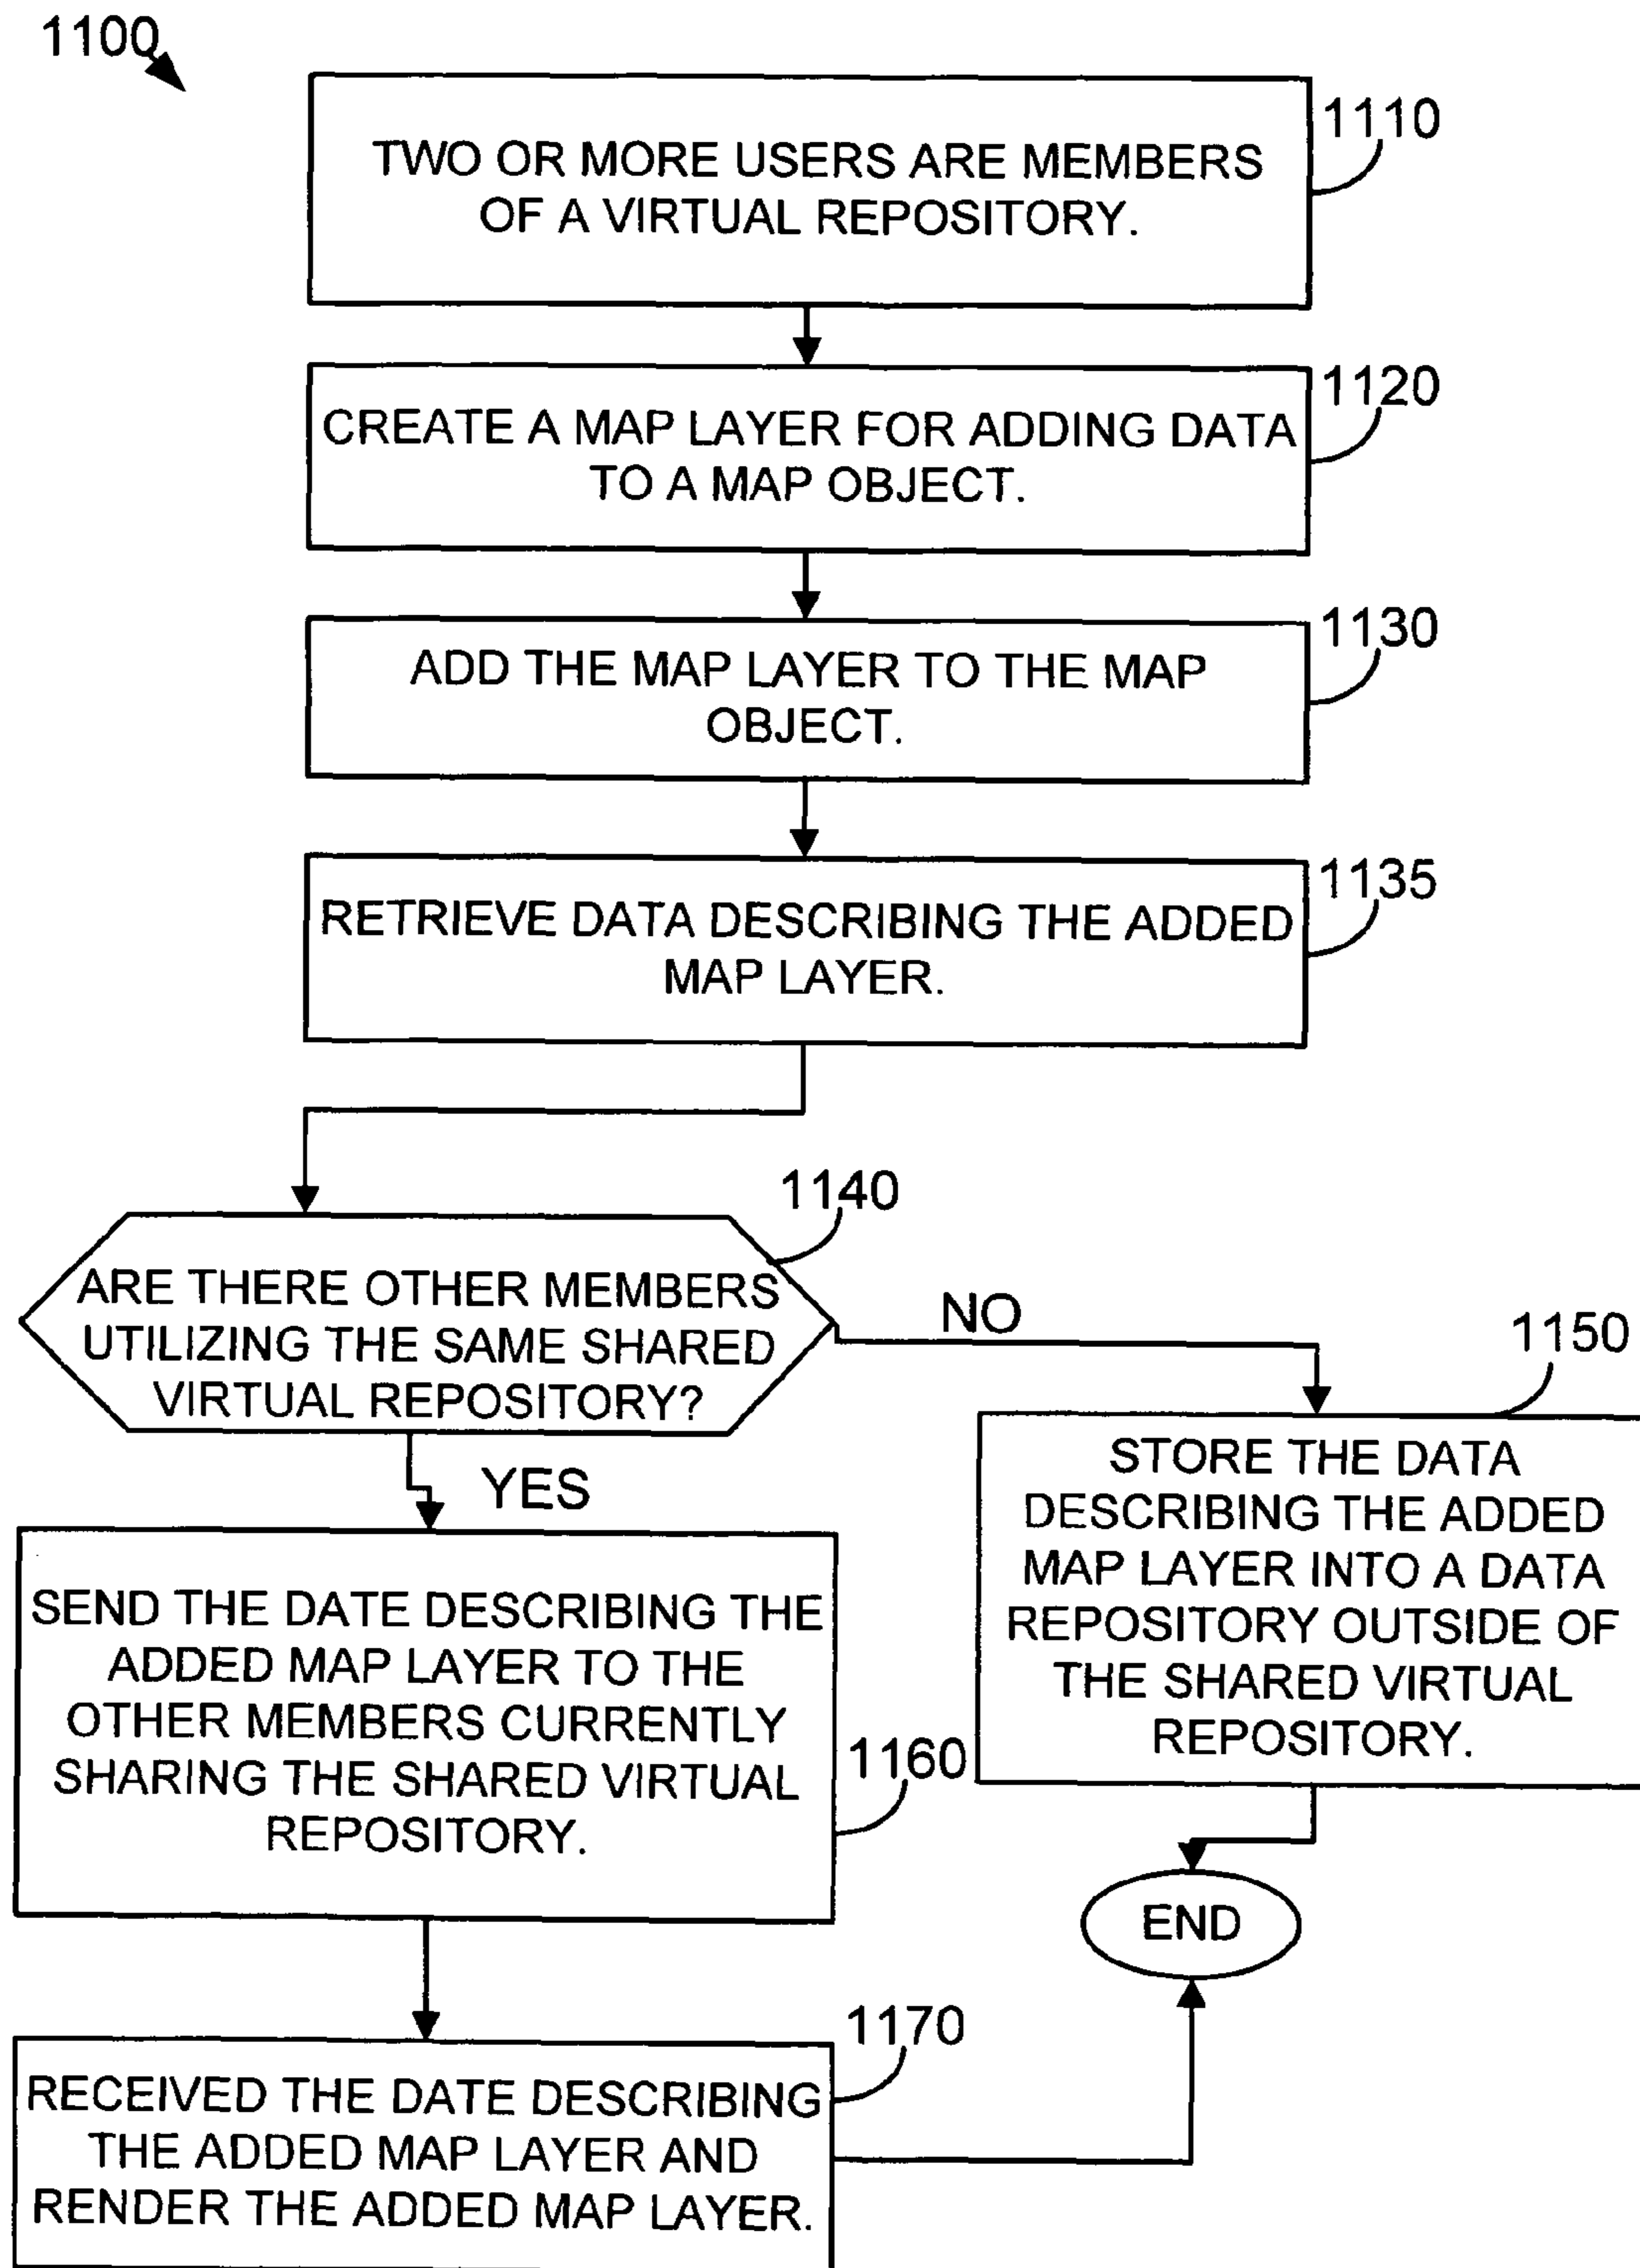 1100
TWO OR MORE USERS ARE MEMBERS
OF A VIRTUAL REPOSITORY.
1110
CREATE A MAP LAYER FOR ADDING DATA
TO A MAP OBJECT.
1120
ADD THE MAP LAYER TO THE MAP
OBJECT.
1130
RETRIEVE DATA DESCRIBING THE ADDED
MAP LAYER.
1135
1140
ARE THERE OTHER MEMBERS
UTILIZING THE SAME SHARED
VIRTUAL REPOSITORY?
NO
YES
1150
STORE THE DATA
DESCRIBING THE ADDED
MAP LAYER INTO A DATA
REPOSITORY OUTSIDE OF
THE SHARED VIRTUAL
REPOSITORY.
SEND THE DATE DESCRIBING THE
ADDED MAP LAYER TO THE
OTHER MEMBERS CURRENTLY
SHARING THE SHARED VIRTUAL
REPOSITORY.
1160
END
1170
RECEIVED THE DATE DESCRIBING
THE ADDED MAP LAYER AND
RENDER THE ADDED MAP LAYER.